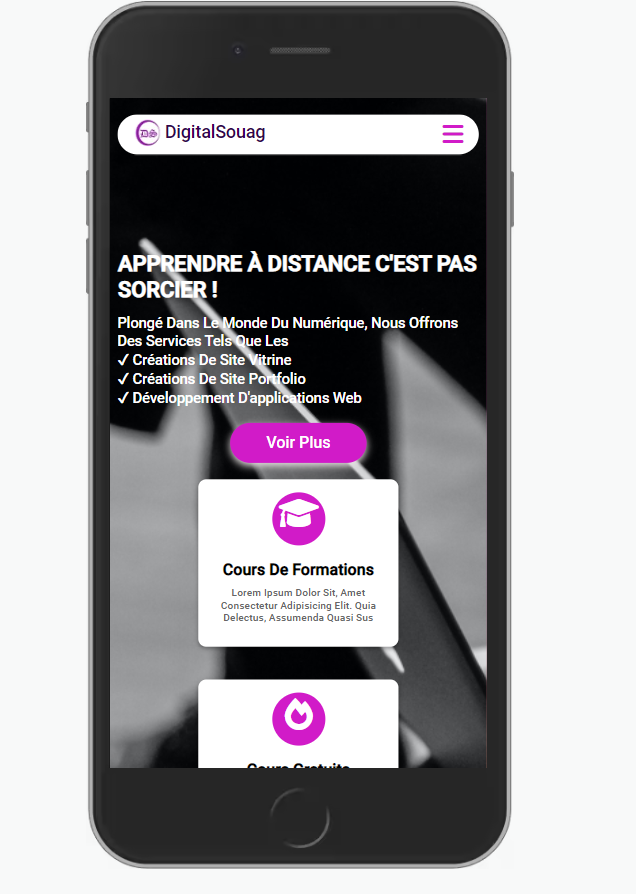 DigitalSouag
APPRENDRE À DISTANCE C'EST PAS
SORCIER !
Plongé Dans Le Monde Du Numérique, Nous Offrons
Des Services Tels Que Les
✓ Créations De Site Vitrine
✓ Créations De Site Portfolio
✓ Développement D'applications Web
Voir Plus
Cours De Formations
Lorem Ipsum Dolor Sit, Amet
Consectetur Adipisicing Elit. Quia
Delectus, Assumenda Quasi Sus
Cours Gratuits